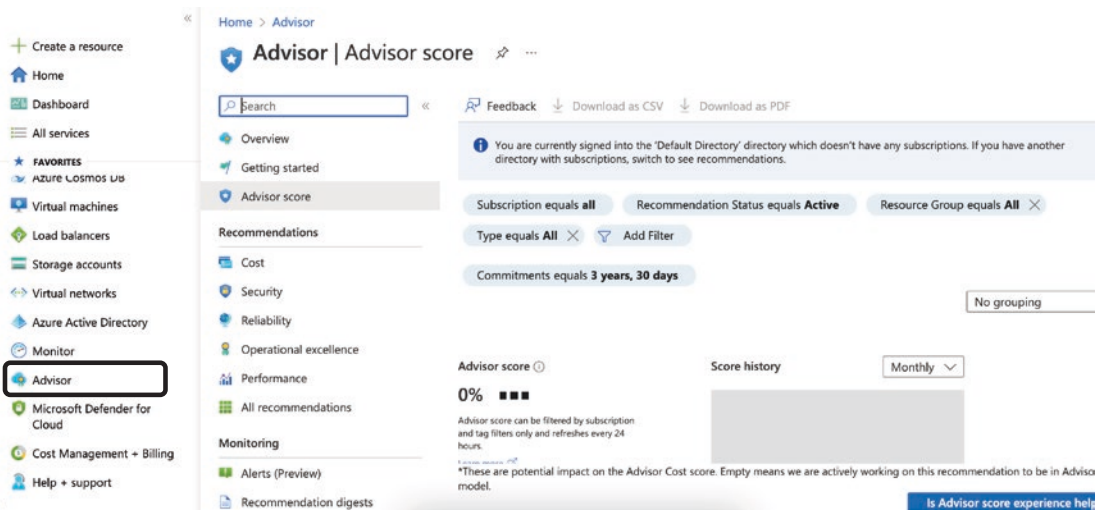 Create a resource
Home
Dashboard
All services
FAVORITES
Azure Cosmos DB
Virtual machines
Load balancers
Storage accounts
Virtual networks
Azure Active Directory
Monitor
Advisor
Microsoft Defender for
Cloud
Cost Management + Billing
Help + support
Home > Advisor
Advisor | Advisor score
Search
Overview
Getting started
Advisor score
Recommendations
Cost
Security
Reliability
Operational excellence
Performance
All recommendations
Monitoring
Alerts (Preview)
Recommendation digests
Feedback
Download as CSV
Download as PDF
You are currently signed into the 'Default Directory' directory which doesn't have any subscriptions. If you have another
directory with subscriptions, switch to see recommendations.
Subscription equals all
Recommendation Status equals Active
Resource Group equals All
Type equals All
Add Filter
Commitments equals 3 years, 30 days
No grouping
Advisor score
0%
Advisor score can be filtered by subscription
and tag filters only and refreshes every 24
hours.
Score history
Monthly
*These are potential impact on the Advisor Cost score. Empty means we are actively working on this recommendation to be in Advisor
model.
Is Advisor score experience help